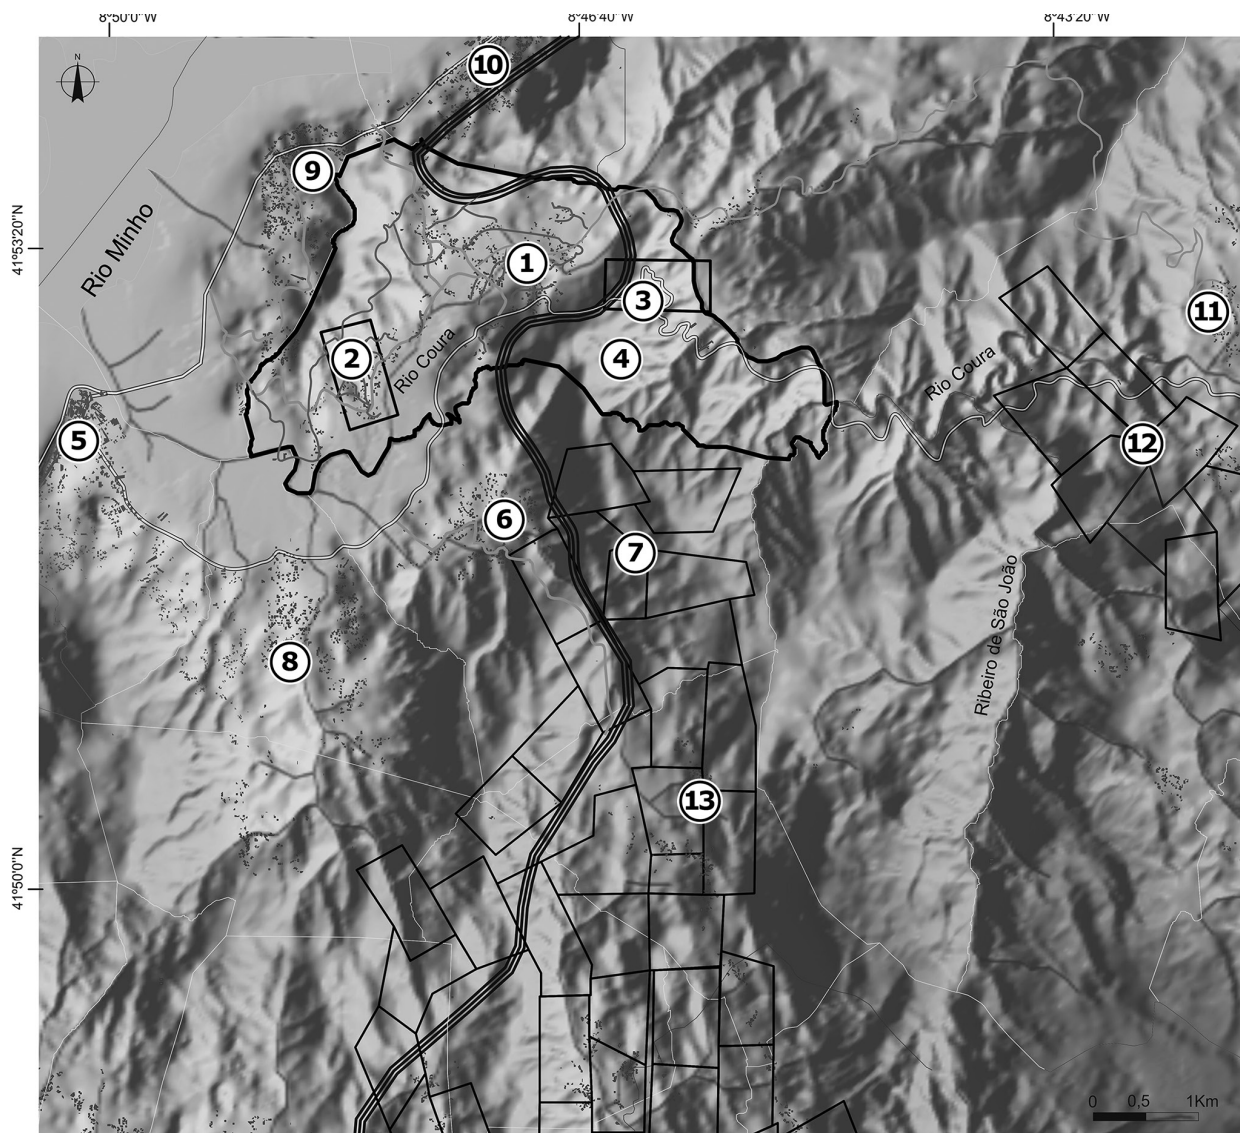 8°50'0"W
8°46'40"W
8°43'20"W
N
10
9
Rio Minho
41°53'20"N
1
3
11
2
Rio Coura
4
Rio Coura
5
12
6
7
Ribeiro de São João
8
13
41°50'0"N
0 0,5 1Km